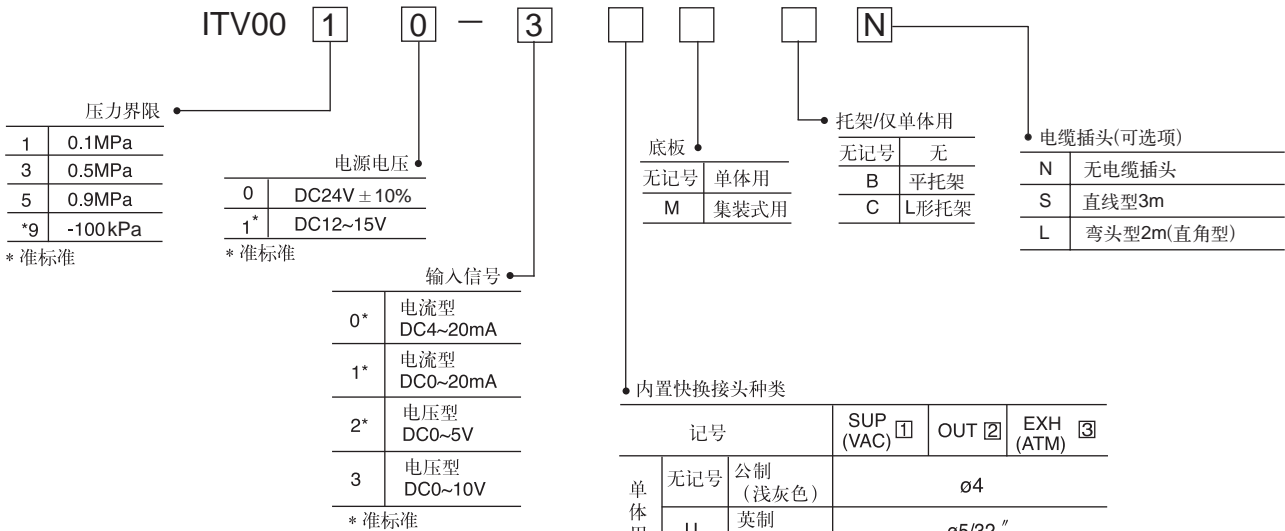 ITV00 1 0 － 3 N
压力界限
1 0.1MPa
3 0.5MPa
5 0.9MPa
*9 -100kPa
* 准标准
电源电压
0 DC24V±10%
1* DC12~15V
* 准标准
输入信号
0* 电流型
DC4~20mA
1* 电流型
DC0~20mA
2* 电压型
DC0~5V
3 电压型
DC0~10V
* 准标准
底板
无记号 单体用
M 集装式用
托架/仅单体用
无记号 无
B 平托架
C L形托架
电缆插头(可选项)
N 无电缆插头
S 直线型3m
L 弯头型2m(直角型)
内置快换接头种类
记号 SUP (VAC) 1 OUT 2 EXH (ATM) 3
单体
无记号 公制
(浅灰色) ø4
英制